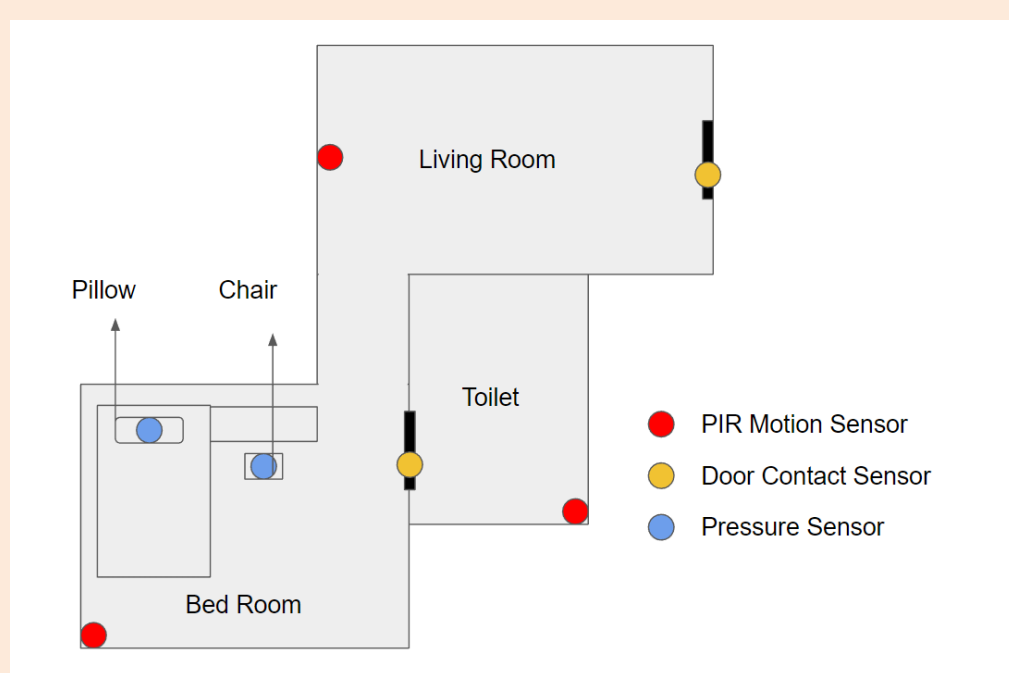 Living Room
Pillow
Chair
Toilet
Bed Room
PIR Motion Sensor
Door Contact Sensor
Pressure Sensor